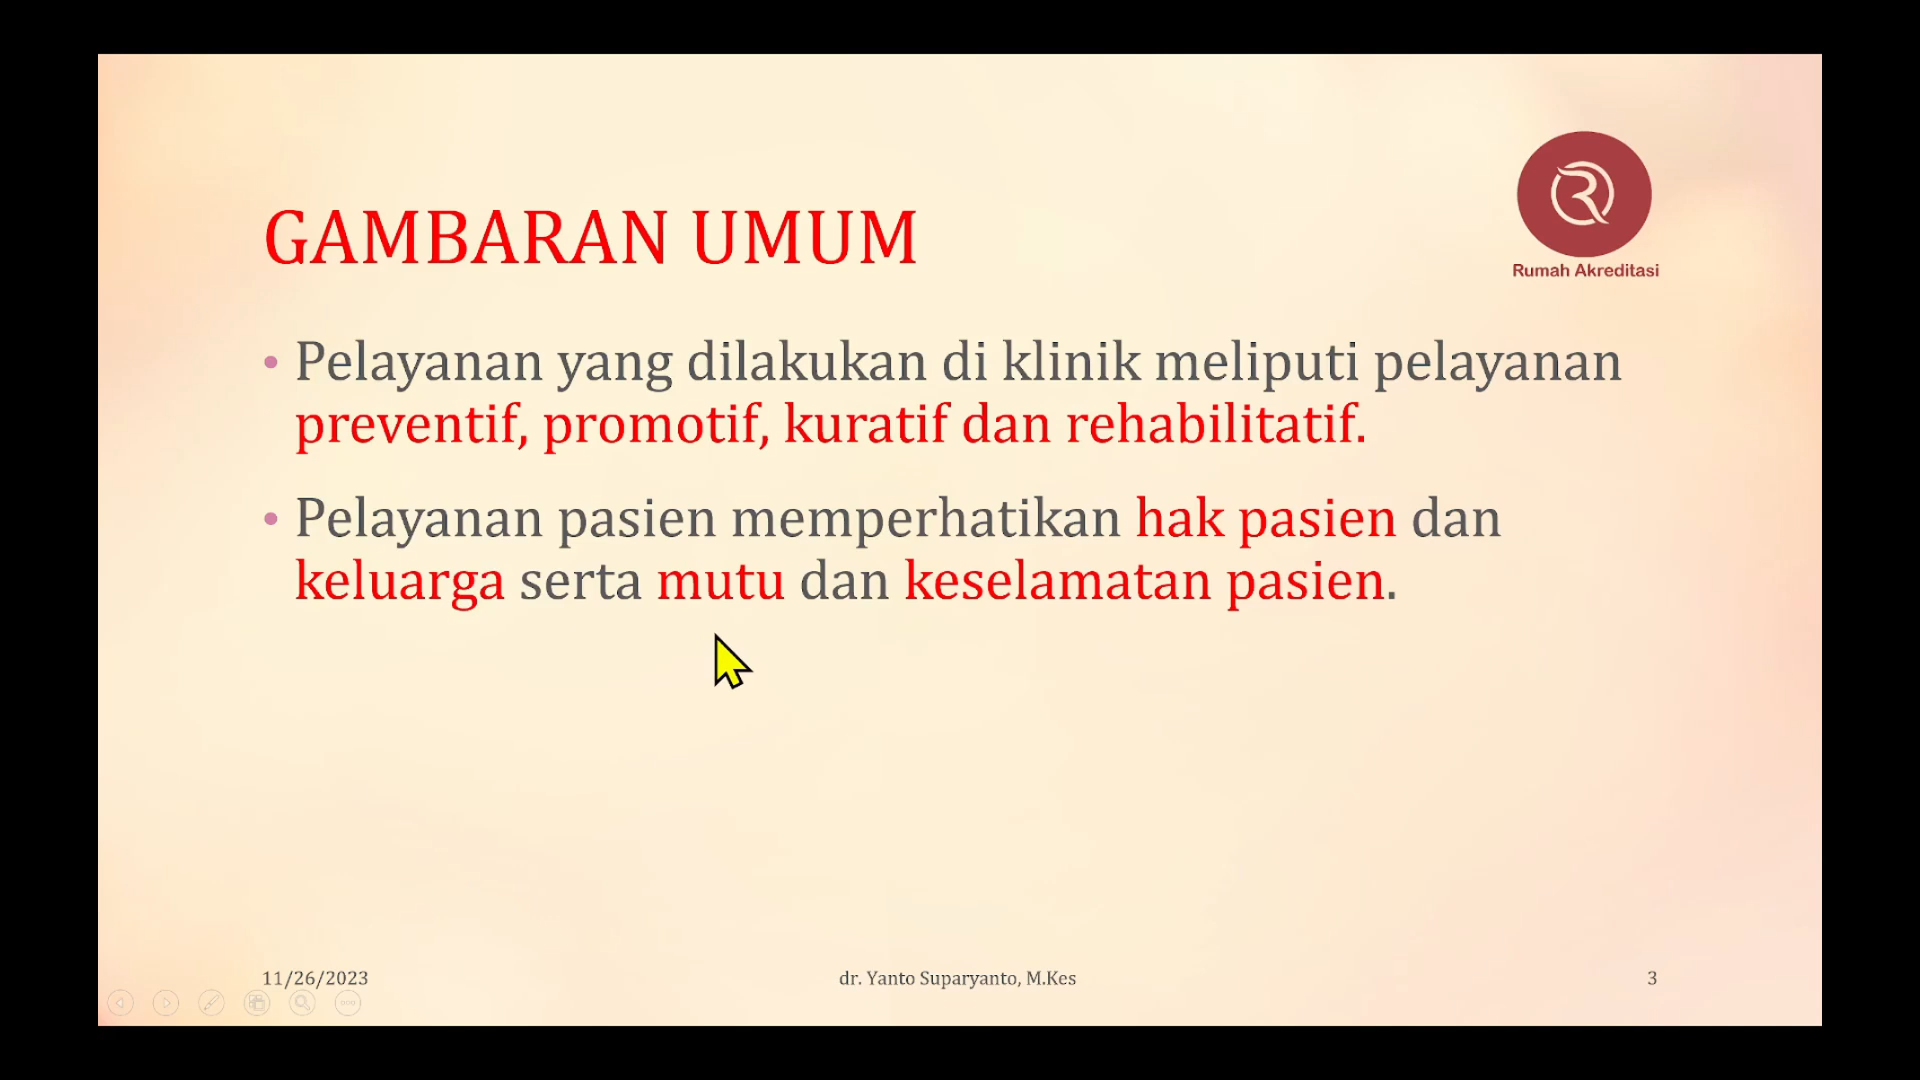 Rumah Akreditasi
GAMBARAN UMUM
• Pelayanan yang dilakukan di klinik meliputi pelayanan
preventif, promotif, kuratif dan rehabilitatif.
• Pelayanan pasien memperhatikan hak pasien dan
keluarga serta mutu dan keselamatan pasien.
11/26/2023
dr. Yanto Suparyanto, M.Kes
3